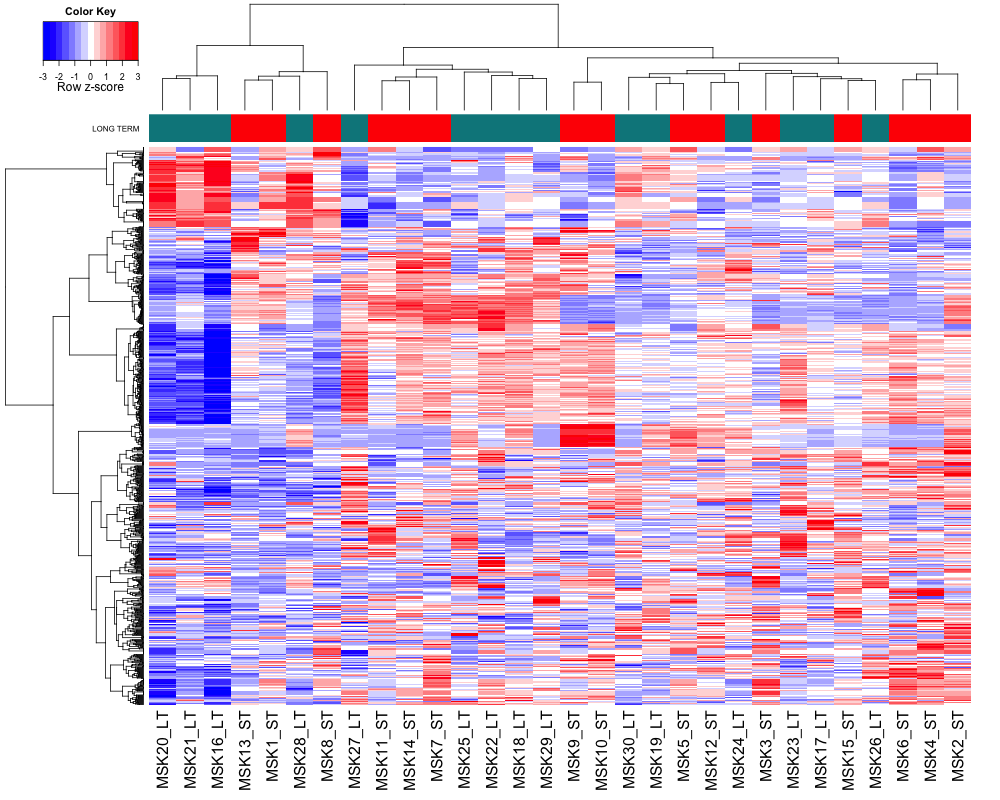 Color Key
-3 -2 -1 0 1 2 3
Row z-score
LONG TERM
MSK20_LT
MSK21_LT
MSK16_LT
MSK13_ST
MSK1_ST
MSK28_LT
MSK8_ST
MSK27_LT
MSK11_ST
MSK14_ST
MSK7_ST
MSK25_LT
MSK22_LT
MSK18_LT
MSK29_LT
MSK9_ST
MSK10_ST
MSK30_LT
MSK19_LT
MSK5_ST
MSK12_ST
MSK24_LT
MSK3_ST
MSK23_LT
MSK17_LT
MSK15_ST
MSK26_LT
MSK6_ST
MSK4_ST
MSK2_ST